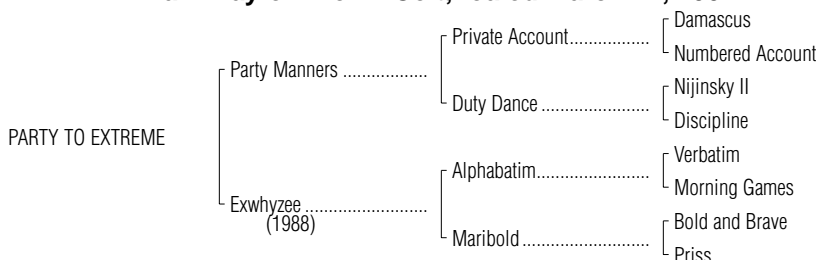 Damascus
Private Account....................
Numbered Account
Party Manners ..................
Nijinsky II
Duty Dance .........................
Discipline
PARTY TO EXTREME
Verbatim
Alphabatim..........................
Morning Games
Exwhyzee ...........................
(1988)
Bold and Brave
Maribold .............................
Priss